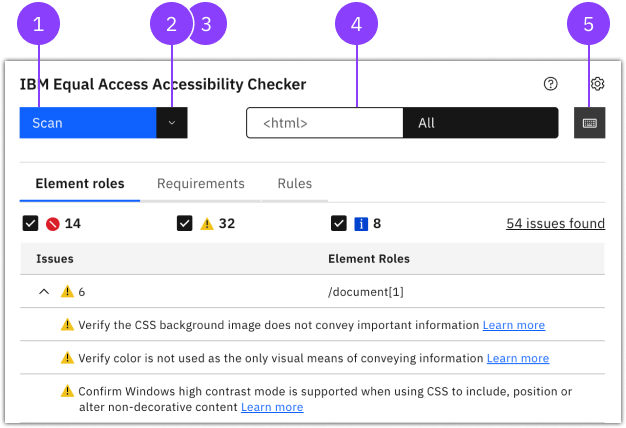 1 2 3 4 5
IBM Equal Access Accessibility Checker
Scan <html> All
Element roles Requirements Rules
14 32 8 54 issues found
Issues Element Roles
6 /document[1]
Verify the CSS background image does not convey important information Learn more
Verify color is not used as the only visual means of conveying information Learn more
Confirm Windows high contrast mode is supported when using CSS to include, position or
alter non-decorative content Learn more